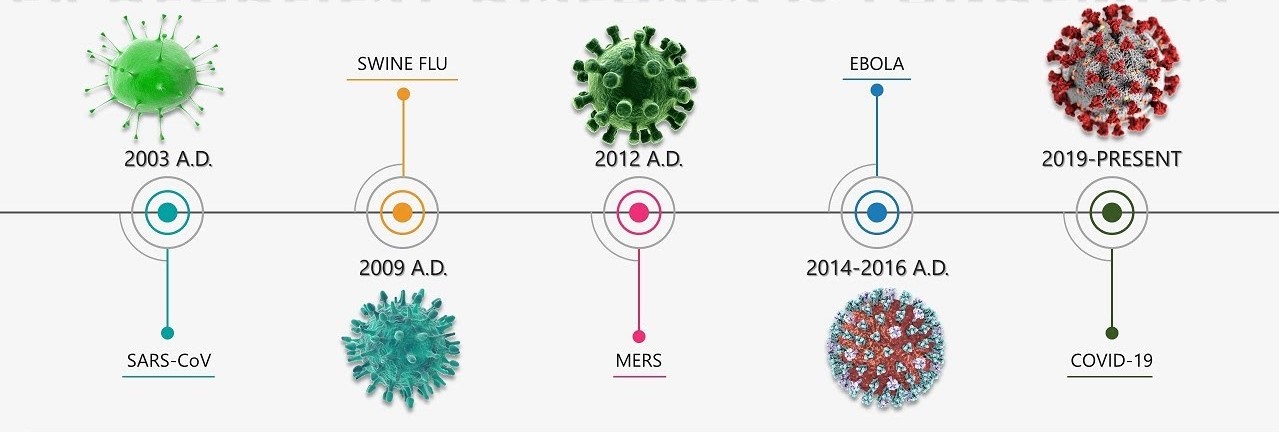 SWINE FLU
EBOLA
2003 A.D.
2012 A.D.
2019-PRESENT
2009 A.D.
2014-2016 A.D.
SARS-CoV
MERS
COVID-19